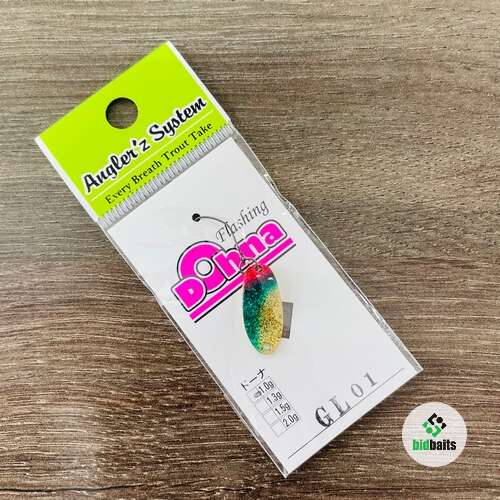 Angler'z System
Every Breath Trout Take
Flashing
Dohna
ドーナ
1.0g
1.3g
1.5g
2.0g
GL01
bidbaits